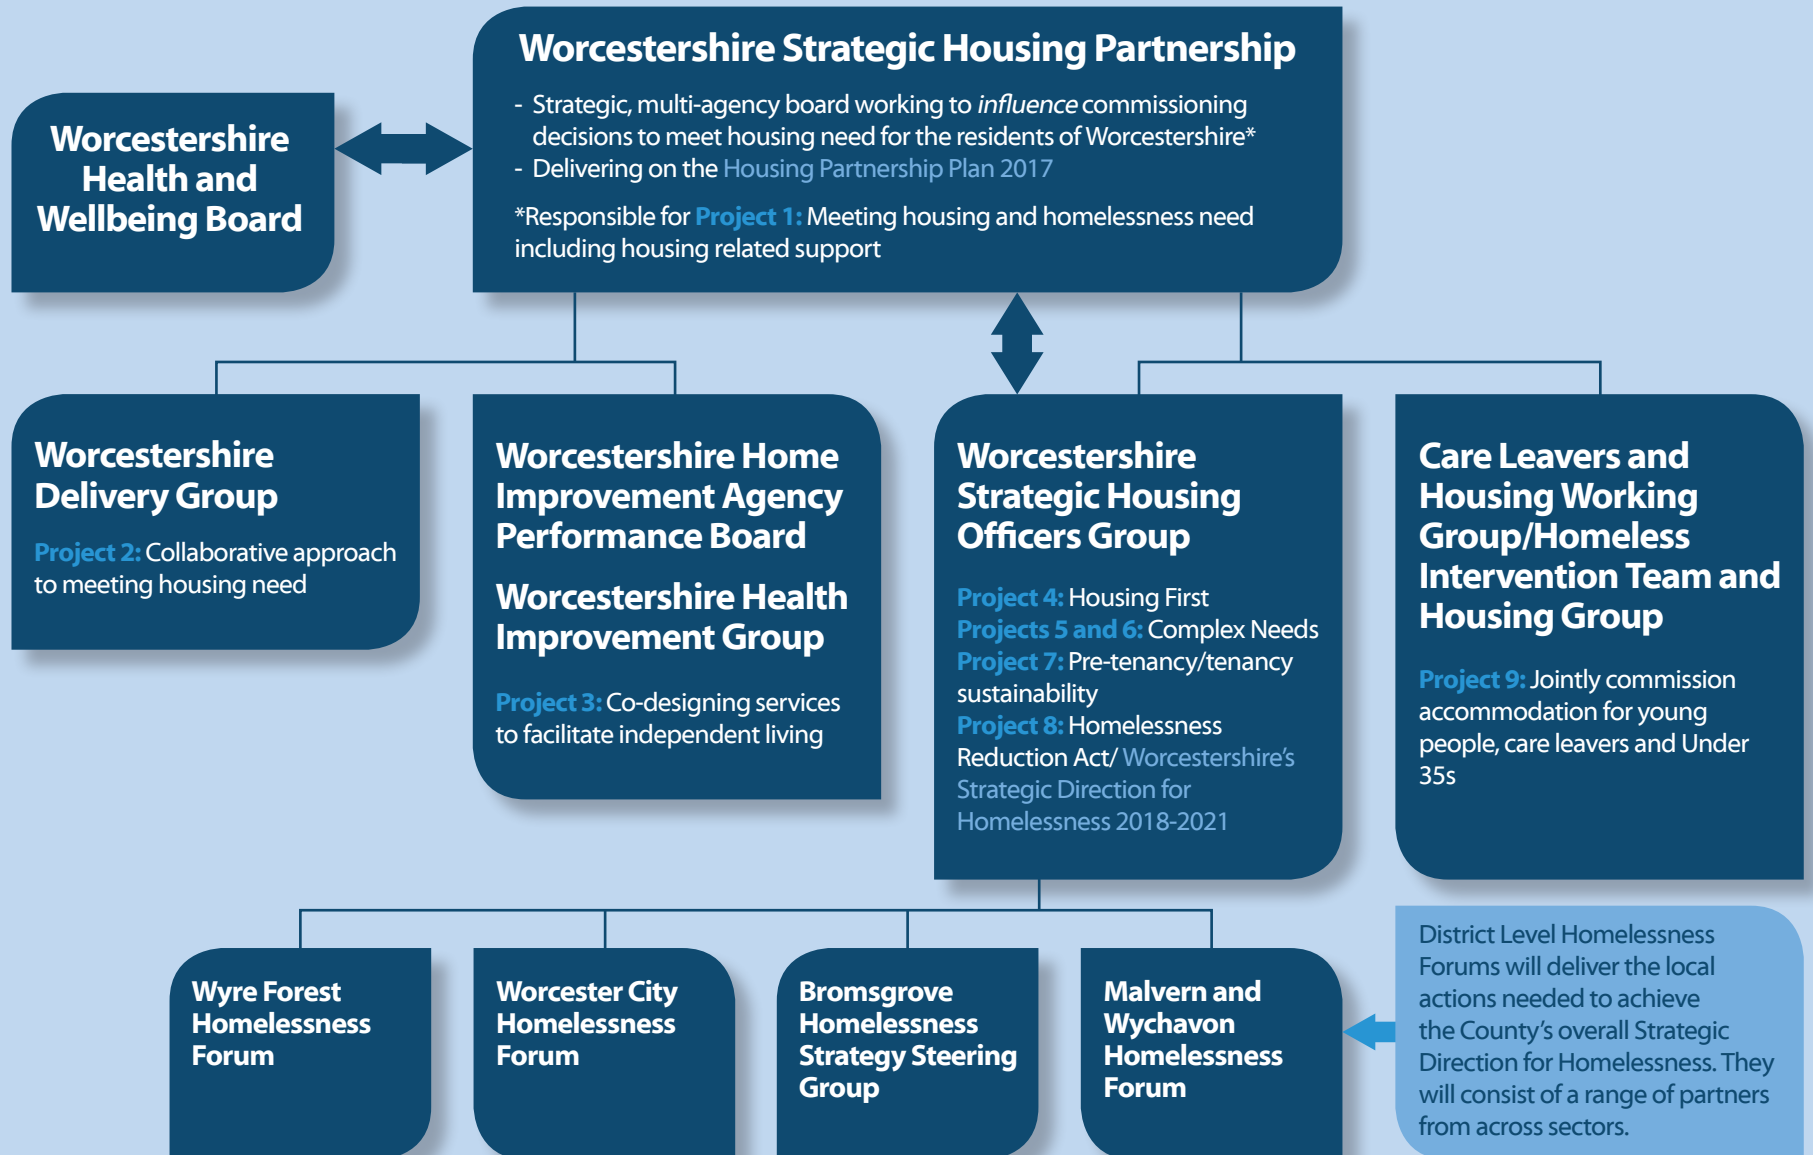 Worcestershire Strategic Housing Partnership
- Strategic, multi-agency board working to influence commissioning
decisions to meet housing need for the residents of Worcestershire*
- Delivering on the Housing Partnership Plan 2017
*Responsible for Project 1: Meeting housing and homelessness need
including housing related support
Worcestershire
Health and
Wellbeing Board
Worcestershire
Delivery Group
Project 2: Collaborative approach
to meeting housing need
Worcestershire Home
Improvement Agency
Performance Board
Worcestershire Health
Improvement Group
Project 3: Co-designing services
to facilitate independent living
Worcestershire
Strategic Housing
Officers Group
Project 4: Housing First
Projects 5 and 6: Complex Needs
Project 7: Pre-tenancy/tenancy
sustainability
Project 8: Homelessness
Reduction Act/ Worcestershire's
Strategic Direction for
Homelessness 2018-2021
Care Leavers and
Housing Working
Group/Homeless
Intervention Team and
Housing Group
Project 9: Jointly commission
accommodation for young
people, care leavers and Under
35s
Wyre Forest
Homelessness
Forum
Worcester City
Homelessness
Forum
Bromsgrove
Homelessness
Strategy Steering
Group
Malvern and
Wychavon
Homelessness
Forum
District Level Homelessness
Forums will deliver the local
actions needed to achieve
the County's overall Strategic
Direction for Homelessness. They
will consist of a range of partners
from across sectors.